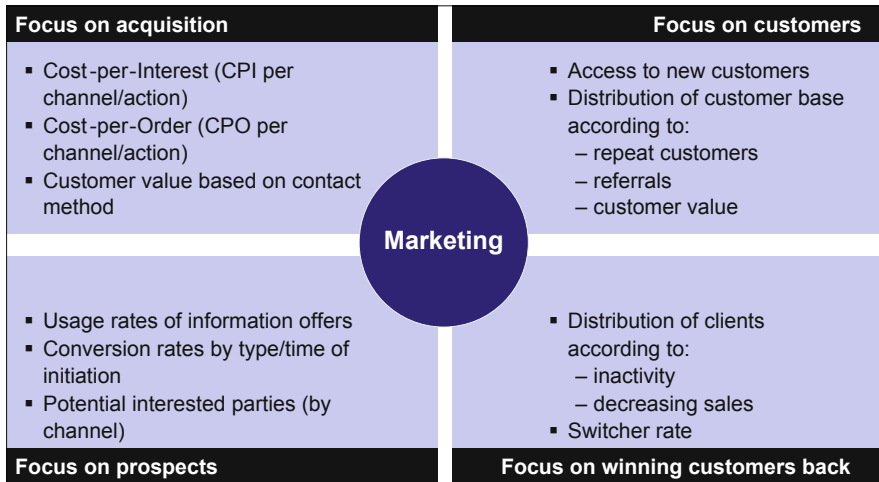 Focus on acquisition
▪ Cost-per-Interest (CPI per
channel/action)
▪ Cost-per-Order (CPO per
channel/action)
▪ Customer value based on contact
method
Focus on customers
▪ Access to new customers
▪ Distribution of customer base
according to:
– repeat customers
– referrals
– customer value
Marketing
▪ Usage rates of information offers
▪ Conversion rates by type/time of
initiation
▪ Potential interested parties (by
channel)
Focus on prospects
▪ Distribution of clients
according to:
– inactivity
– decreasing sales
▪ Switcher rate
Focus on winning customers back